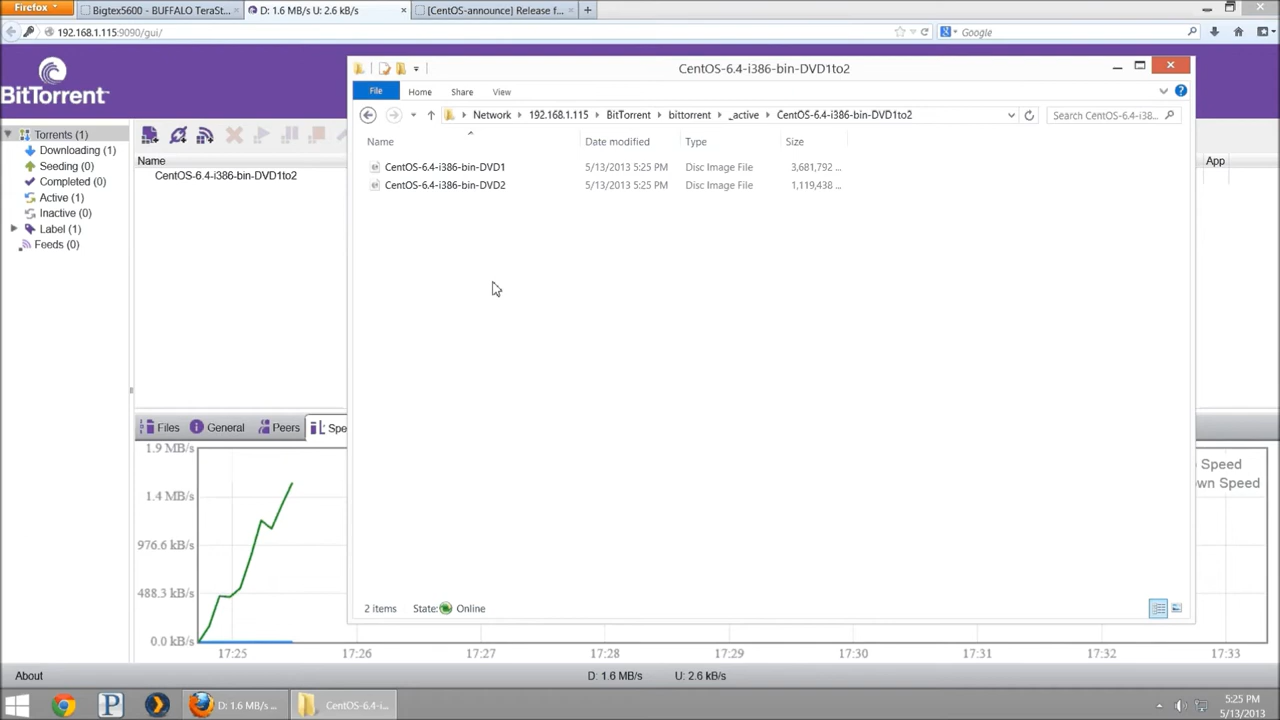 Firefox
Bigtex5600 - BUFFALO TeraSt...
D: 1.6 MB/s U: 2.6 kB/s
[CentOS-announce] Release f...
192.168.1.115:9090/gui/
Google
BitTorrent
CentOS-6.4-i386-bin-DVD1to2
File
Home
Share
View
Network
192.168.1.115
BitTorrent
bittorrent
_active
CentOS-6.4-i386-bin-DVD1to2
Search CentOS-6.4-i38...
Name
Date modified
Type
Size
CentOS-6.4-i386-bin-DVD1
5/13/2013 5:25 PM
Disc Image File
3,681,792 ...
CentOS-6.4-i386-bin-DVD2
5/13/2013 5:25 PM
Disc Image File
1,119,438 ...
2 items
State:
Online
Torrents (1)
Downloading (1)
Seeding (0)
Completed (0)
Active (1)
Inactive (0)
Label (1)
Feeds (0)
Name
App
CentOS-6.4-i386-bin-DVD1to2
Files
General
Peers
Spe
1.9 MB/s
1.4 MB/s
976.6 kB/s
488.3 kB/s
0.0 kB/s
Speed
wn Speed
17:25
17:26
17:27
17:28
17:29
17:30
17:31
17:32
17:33
About
D: 1.6 MB/s
U: 2.6 kB/s
D: 1.6 MB/s ...
CentOS-6.4-i...
5:25 PM
5/13/2013